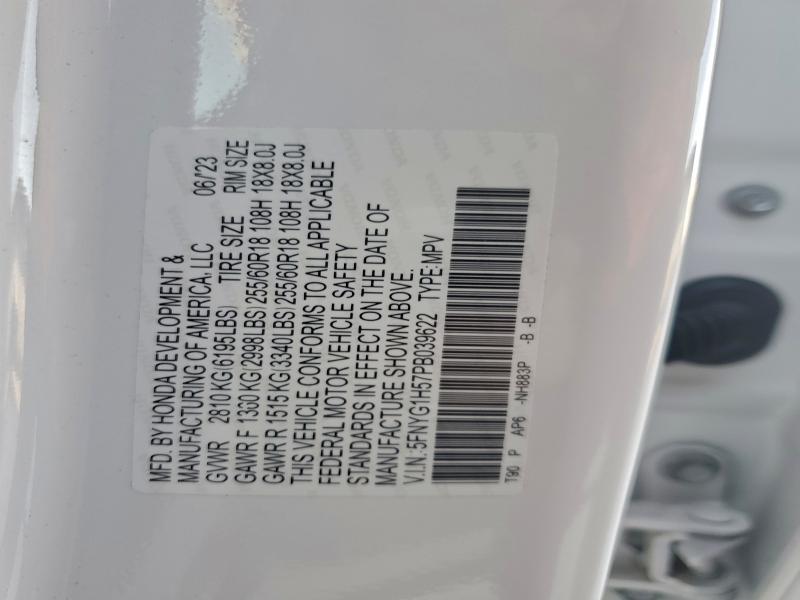 MFD. BY HONDA DEVELOPMENT &
MANUFACTURING OF AMERICA, LLC 06/23
GVWR 2810 KG (6195LBS) TIRE SIZE RIM SIZE
GAWR F 1360 KG (2998LBS) 255/60R18 108H 18X8.0J
GAWR R 1515 KG (3340LBS) 255/60R18 108H 18X8.0J
THIS VEHICLE CONFORMS TO ALL APPLICABLE
FEDERAL MOTOR VEHICLE SAFETY
STANDARDS IN EFFECT ON THE DATE OF
MANUFACTURE SHOWN ABOVE.
V.I.N.:5FNYG1H57PB039622 TYPE:MPV
T90 P AP6 -NH883P -B -B